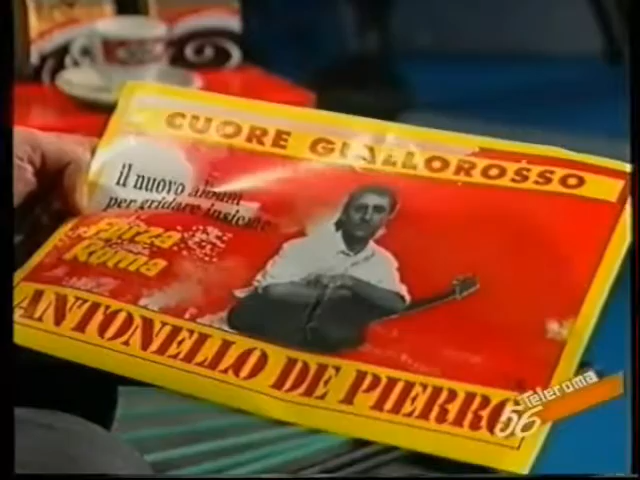 CUORE GIALLOROSSO
il nuovo album
per gridare insieme
Forza
Roma
ANTONELLO DE PIERRO
Teleroma
56